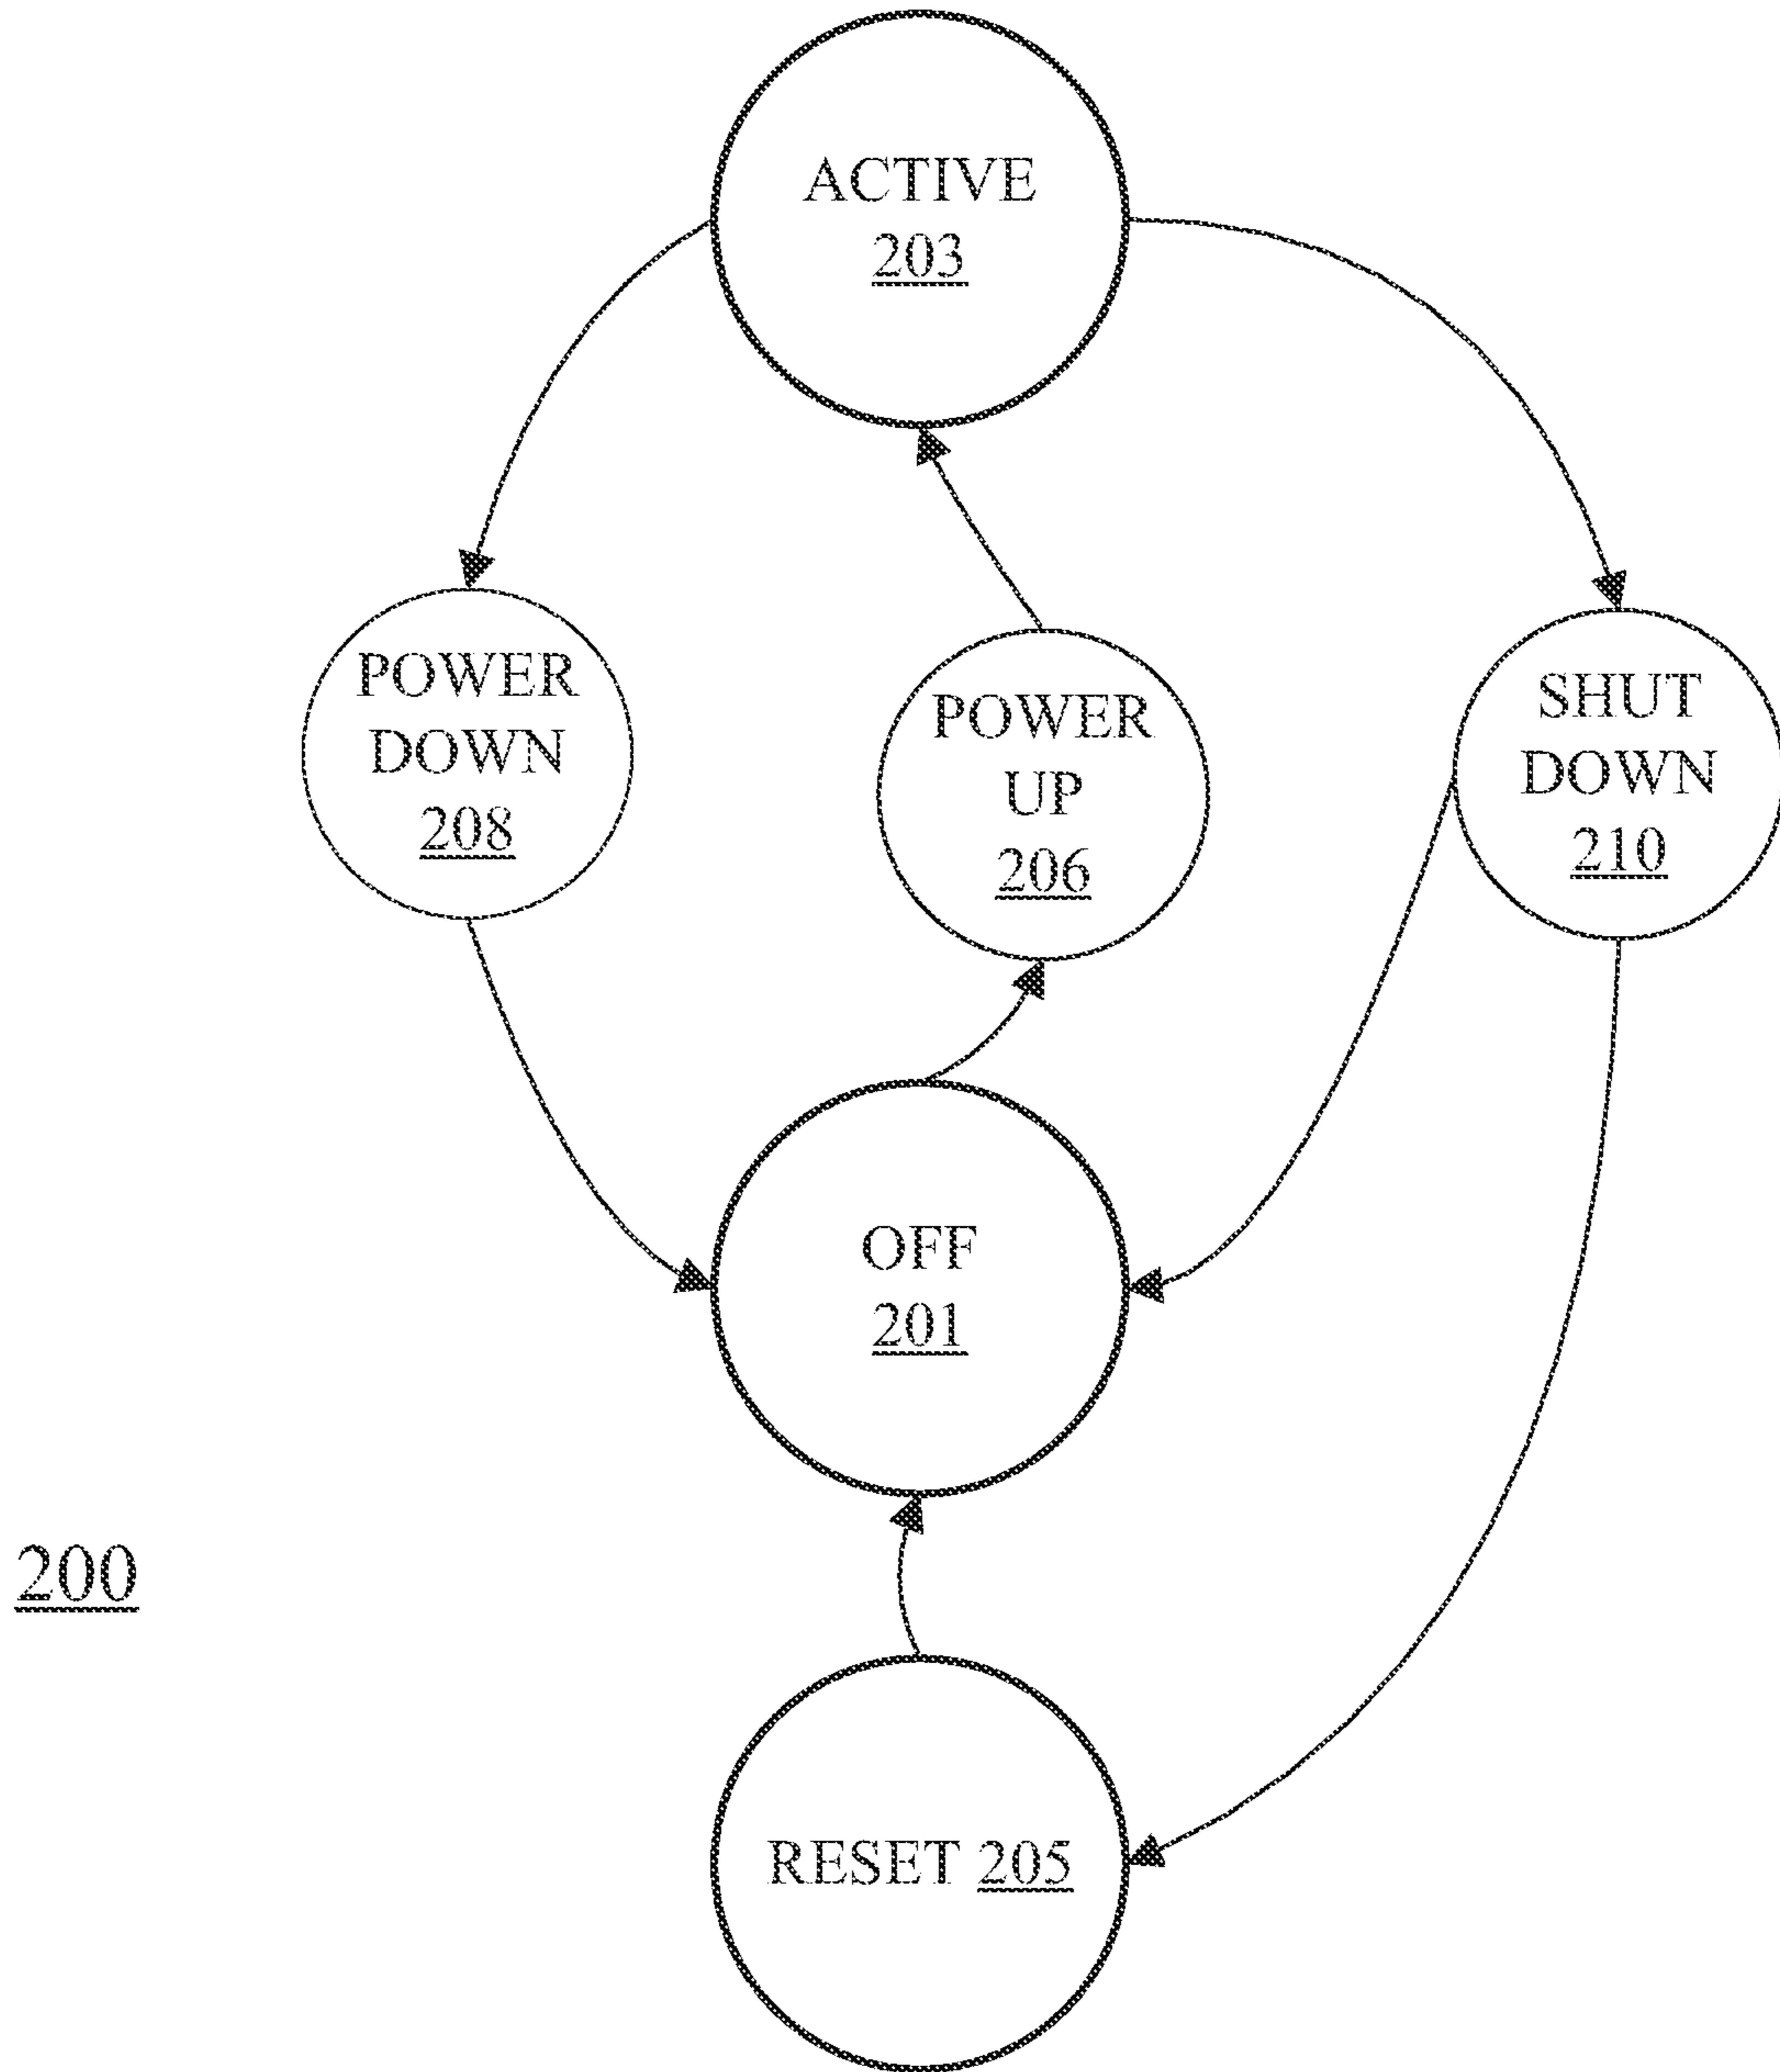 ACTIVE
203
POWER
DOWN
208
POWER
UP
206
SHUT
DOWN
210
OFF
201
200
RESET 205